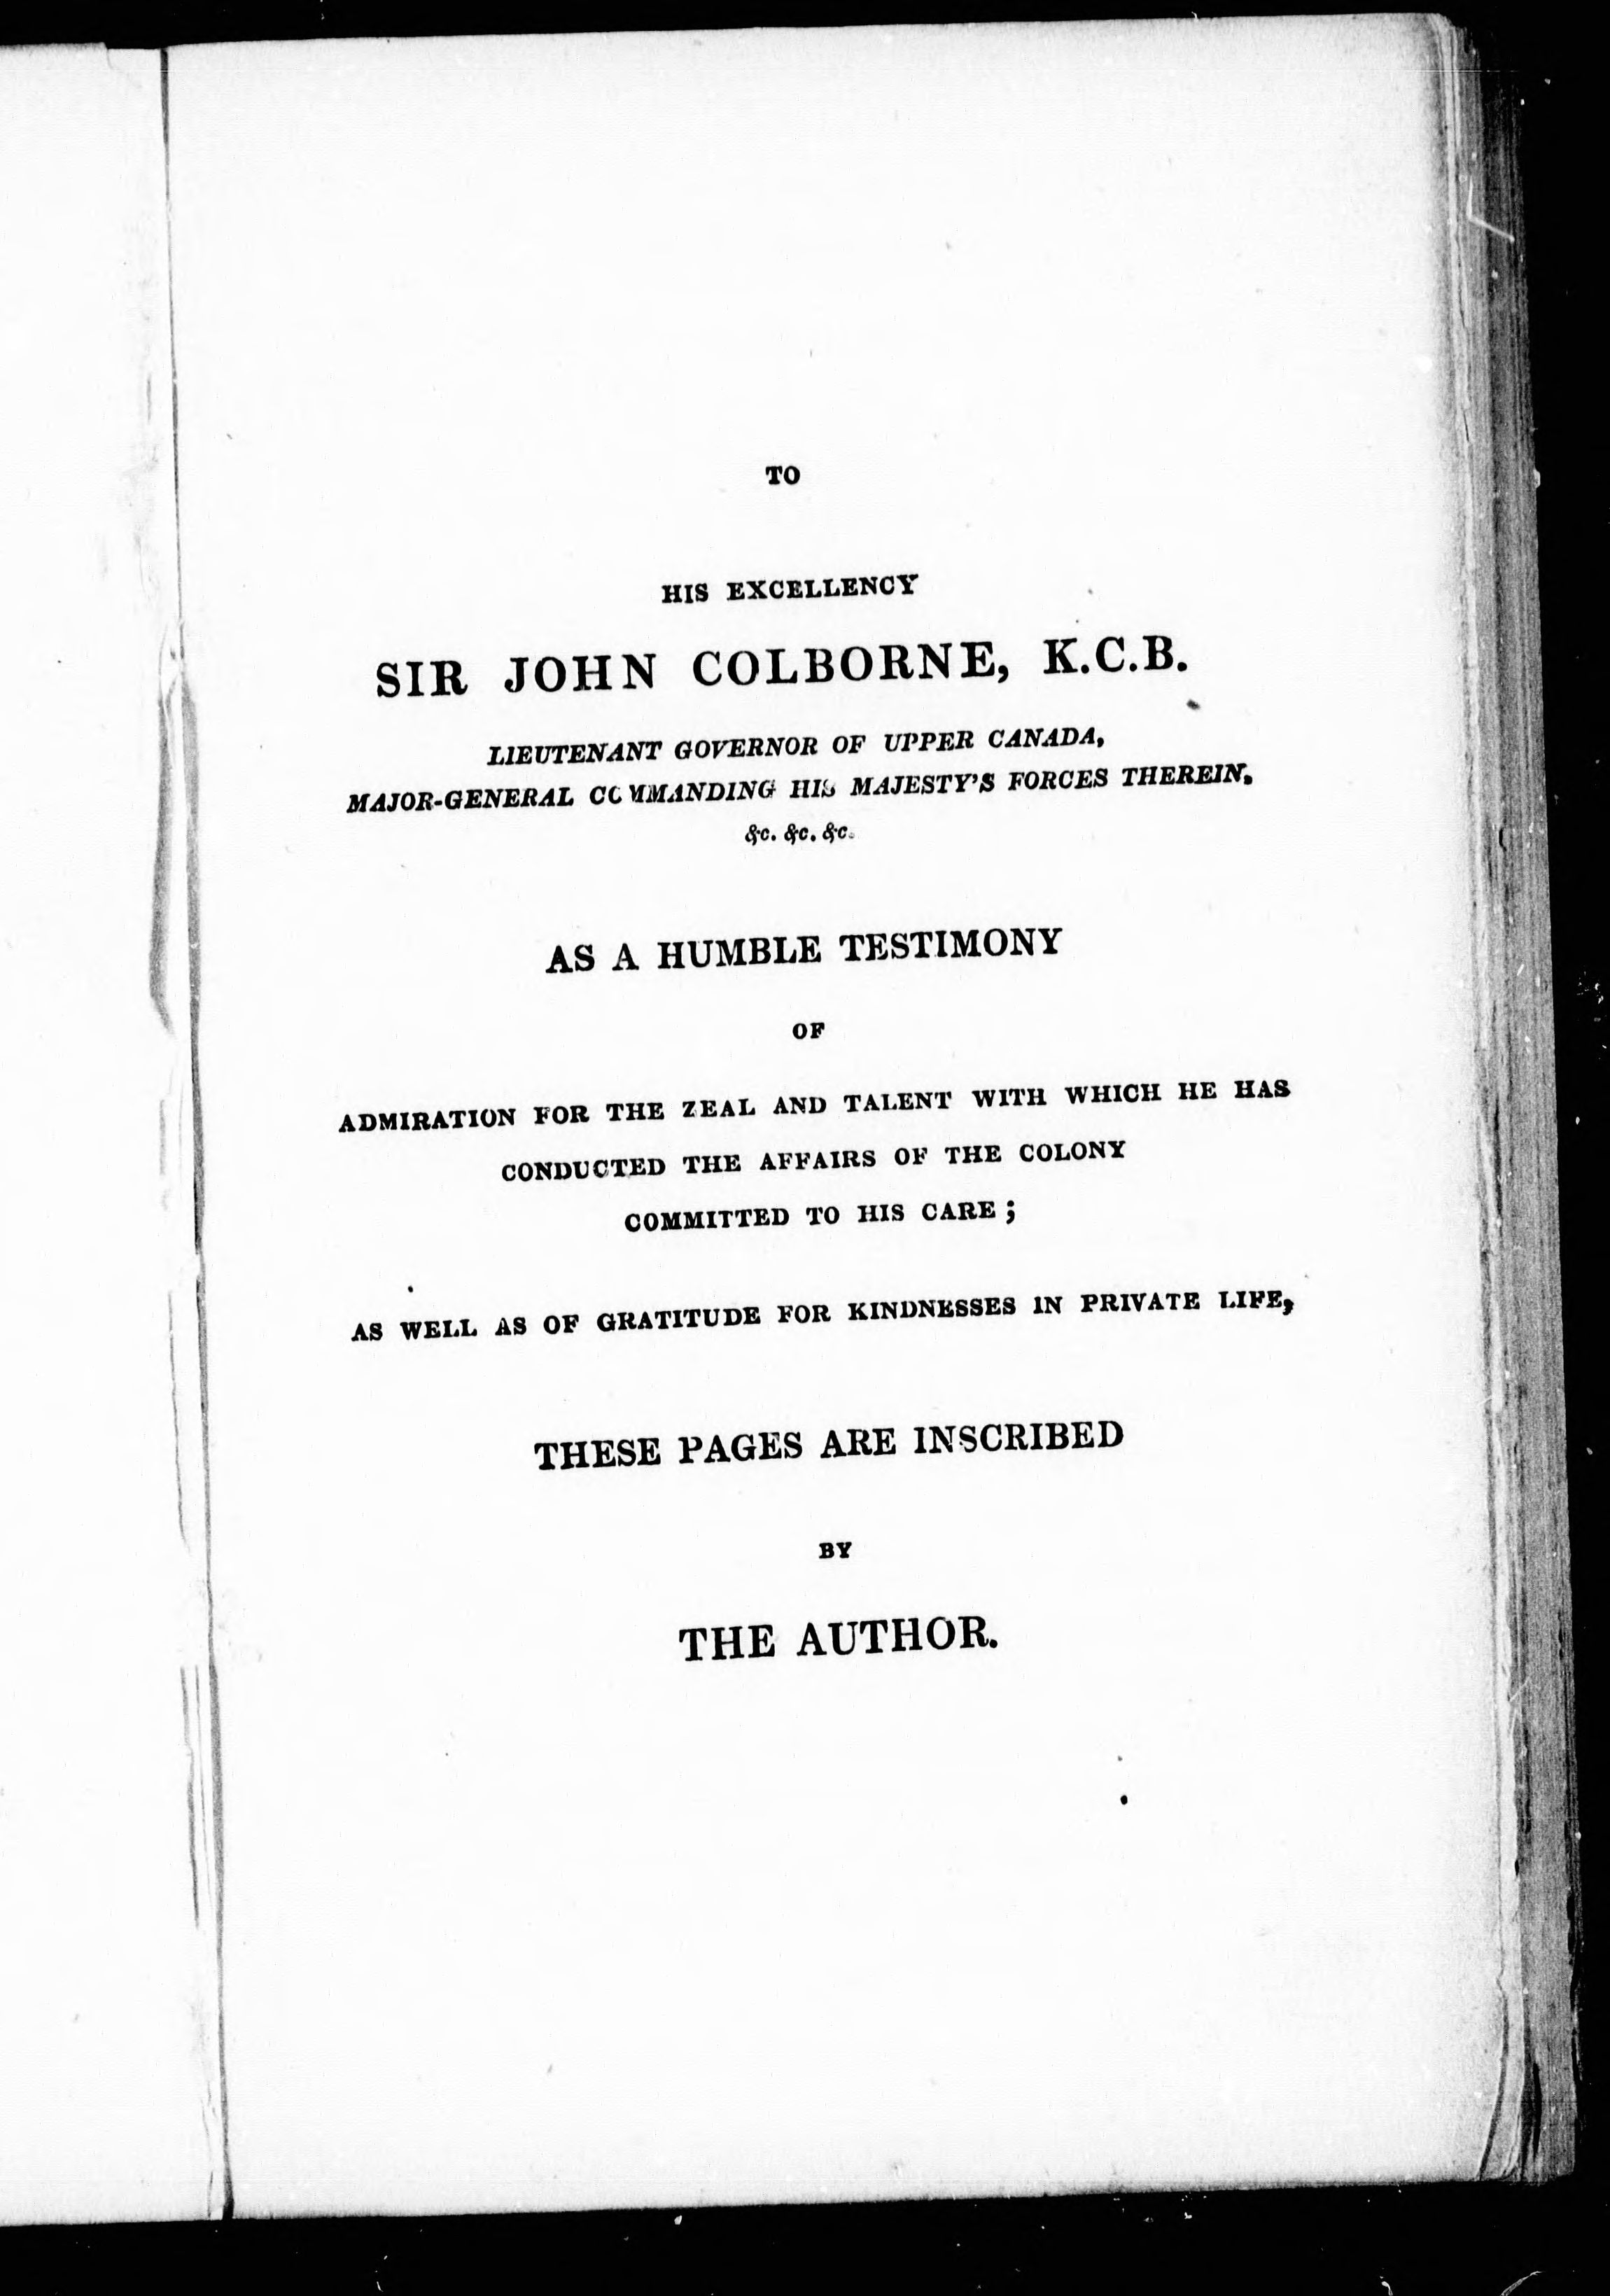 TO
HIS EXCELLENCY
SIR JOHN COLBORNE, K.C.B.
LIEUTENANT GOVERNOR OF UPPER CANADA,
MAJOR-GENERAL COMMANDING HIS MAJESTY'S FORCES THEREIN,
&c. &c. &c.
AS A HUMBLE TESTIMONY
OF
ADMIRATION FOR THE ZEAL AND TALENT WITH WHICH HE HAS
CONDUCTED THE AFFAIRS OF THE COLONY
COMMITTED TO HIS CARE;
AS WELL AS OF GRATITUDE FOR KINDNESSES IN PRIVATE LIFE,
THESE PAGES ARE INSCRIBED
BY
THE AUTHOR.